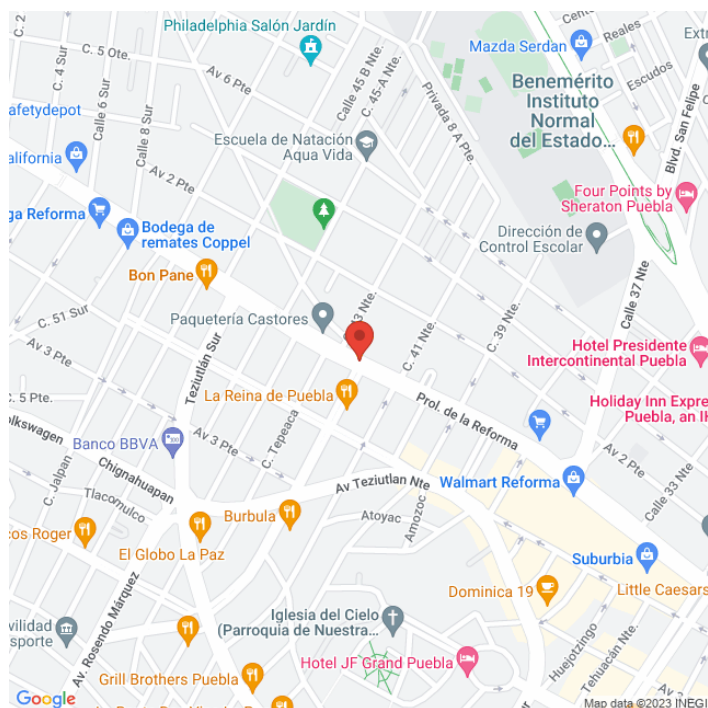 Centro
Reales
Mazda Serdan
Philadelphia Salón Jardín
C. 2
C. 5 Ote.
C. 4 Sur
Av 6 Pte.
Calle 45 B Nte.
C. 45-A Nte.
Privada 8 A Pte.
Escudos
Benemérito
Instituto
Normal
del Estado...
Blvd. San Felipe
afetydepot
Calle 6 Sur
Calle 8 Sur
Escuela de Natación
Aqua Vida
alifornia
Av 2 Pte
Four Points by
Sheraton Puebla
ga Reforma
Bodega de
remates Coppel
Dirección de
Control Escolar
Bon Pane
Calle 37 Nte
C. 51 Sur
Paquetería Castores
3 Nte.
C. 41 Nte.
C. 39 Nte.
Av 3 Pte
Teziutlán Sur
Hotel Presidente
Intercontinental Puebla
La Reina de Puebla
C. 5 Pte.
Prol. de la Reforma
Holiday Inn Expre
Puebla, an IH
olkswagen
Banco BBVA
Av 3 Pte
C. Tepeaca
Av 2 Pte
C. Jalpan
Chignahuapan
Av Teziutlan Nte
Walmart Reforma
Calle 33 Nte
Tlacomulco
Burbula
Atoyac
Amozoc
cos Roger
El Globo La Paz
Suburbia
Dominica 19
Little Caesars
Av. Rosendo Márquez
Iglesia del Cielo
(Parroquia de Nuestra...
ovilidad
sporte
Huejotzingo
Tehuacán Nte.
Hotel JF Grand Puebla
Grill Brothers Puebla
Google
Map data ©2023 INEGI